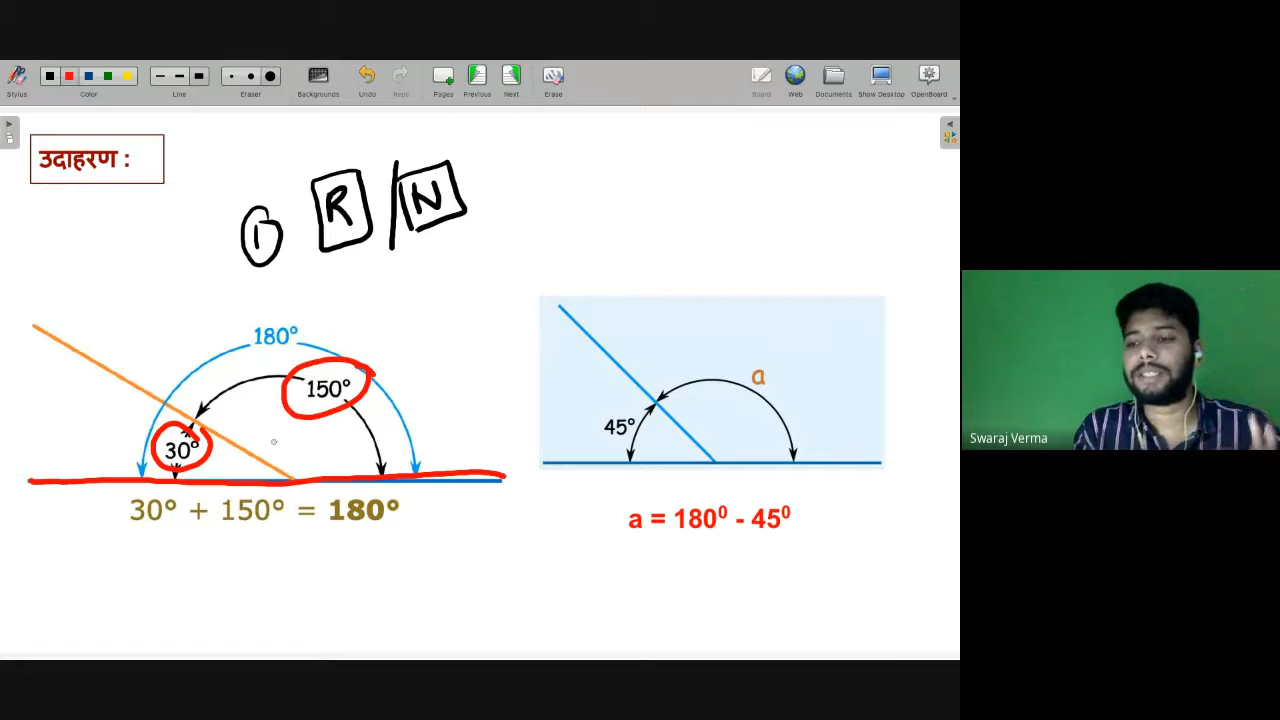 Stylus
Color
Line
Eraser
Backgrounds
Undo
Redo
Pages
Previous
Next
Erase
Board
Web
Documents
Show Desktop
OpenBoard
उदाहरण :
1 R / N
180°
150°
30°
30° + 150° = 180°
a
45°
a = 180⁰ - 45⁰
Swaraj Verma